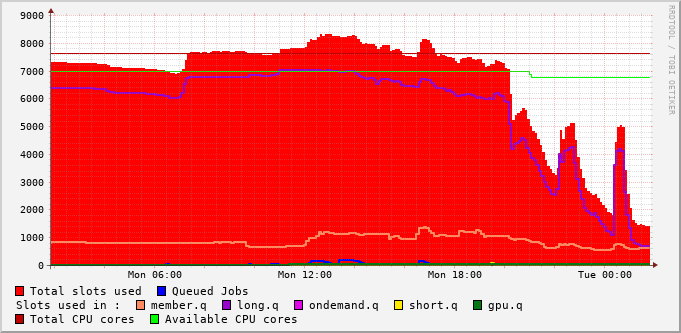 RRDTOOL / TOBI OETIKER
9000
8000
7000
6000
5000
4000
3000
2000
1000
0
Mon 06:00 Mon 12:00 Mon 18:00 Tue 00:00
Total slots used Queued Jobs
Slots used in : member.q long.q ondemand.q short.q gpu.q
Total CPU cores Available CPU cores